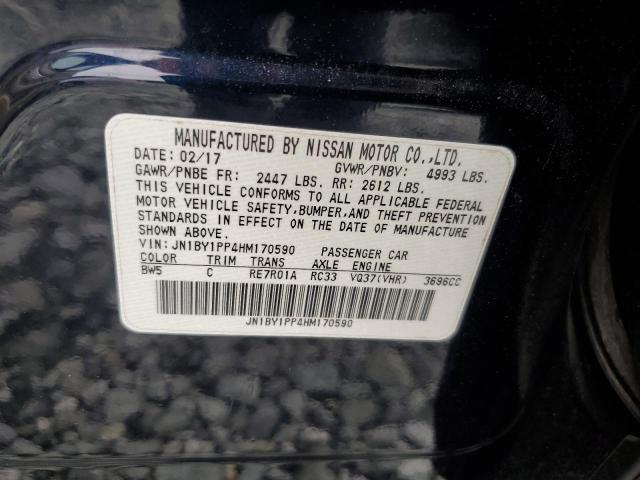 MANUFACTURED BY NISSAN MOTOR CO.,LTD.
DATE: 02/17 GVWR/PNBV: 4993 LBS.
GAWR/PNBE FR: 2447 LBS. RR: 2612 LBS.
THIS VEHICLE CONFORMS TO ALL APPLICABLE FEDERAL
MOTOR VEHICLE SAFETY,BUMPER,AND THEFT PREVENTION
STANDARDS IN EFFECT ON THE DATE OF MANUFACTURE
SHOWN ABOVE.
VIN: JN1BY1PP4HM170590 PASSENGER CAR
COLOR TRIM TRANS AXLE ENGINE
BW5 C RE7R01A RC33 VQ37(VHR) 3696CC
JN1BY1PP4HM170590